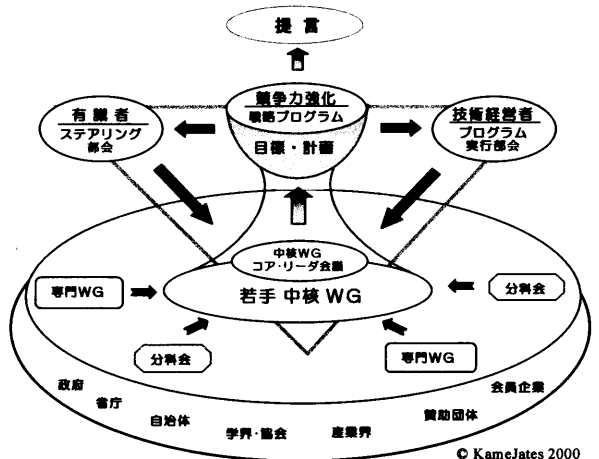 提言
競争力強化
戦略プログラム
目標・計画
有識者
ステアリング
部会
技術経営者
プログラム
実行部会
中核WG
コア・リーダ会議
若手 中核 WG
専門WG
分科会
分科会
専門WG
政府
省庁
自治体
学界・協会
産業界
賛助団体
会員企業
© KameJates 2000